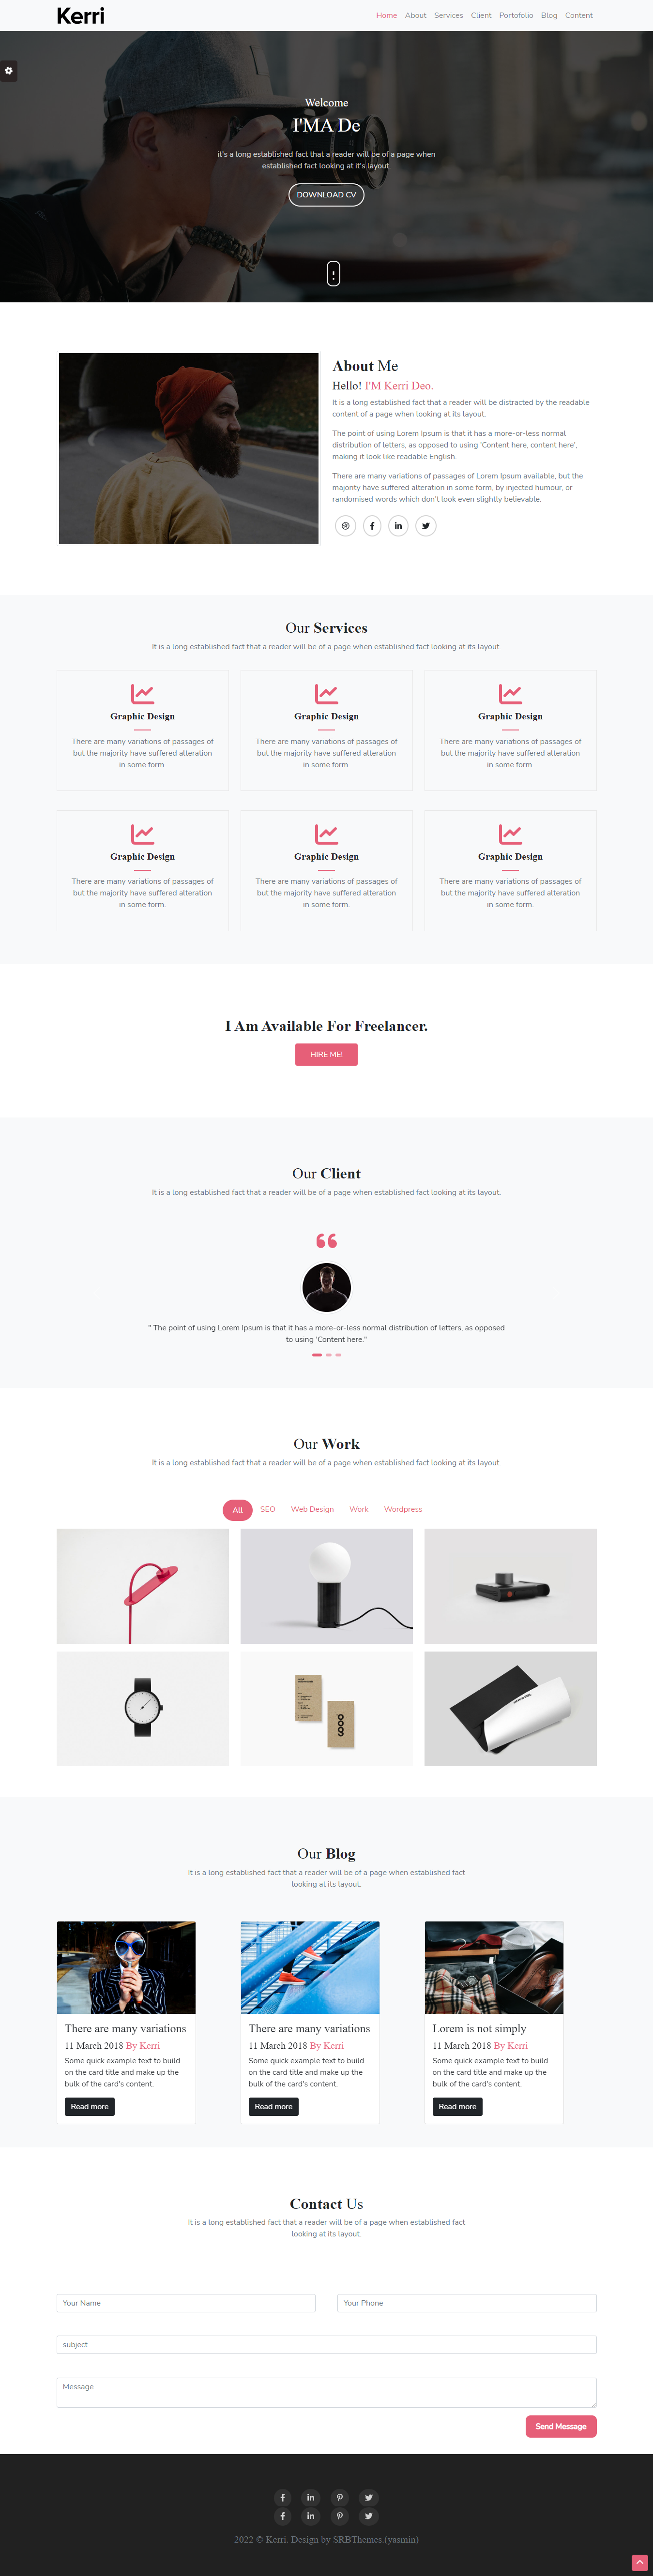 Kerri
Home About Services Client Portofolio Blog Content
Welcome
I'MA De
it's a long established fact that a reader will be of a page when
established fact looking at it's layout.
DOWNLOAD CV
About Me
Hello! I'M Kerri Deo.
It is a long established fact that a reader will be distracted by the readable
content of a page when looking at its layout.
The point of using Lorem Ipsum is that it has a more-or-less normal
distribution of letters, as opposed to using 'Content here, content here',
making it look like readable English.
There are many variations of passages of Lorem Ipsum available, but the
majority have suffered alteration in some form, by injected humour, or
randomised words which don't look even slightly believable.
Our Services
It is a long established fact that a reader will be of a page when established fact looking at its layout.
Graphic Design
There are many variations of passages of
but the majority have suffered alteration
in some form.
Graphic Design
There are many variations of passages of
but the majority have suffered alteration
in some form.
Graphic Design
There are many variations of passages of
but the majority have suffered alteration
in some form.
Graphic Design
There are many variations of passages of
but the majority have suffered alteration
in some form.
Graphic Design
There are many variations of passages of
but the majority have suffered alteration
in some form.
Graphic Design
There are many variations of passages of
but the majority have suffered alteration
in some form.
I Am Available For Freelancer.
HIRE ME!
Our Client
It is a long established fact that a reader will be of a page when established fact looking at its layout.
" The point of using Lorem Ipsum is that it has a more-or-less normal distribution of letters, as opposed
to using 'Content here."
Our Work
It is a long established fact that a reader will be of a page when established fact looking at its layout.
All SEO Web Design Work Wordpress
Our Blog
It is a long established fact that a reader will be of a page when established fact
looking at its layout.
There are many variations
11 March 2018 By Kerri
Some quick example text to build
on the card title and make up the
bulk of the card's content.
Read more
There are many variations
11 March 2018 By Kerri
Some quick example text to build
on the card title and make up the
bulk of the card's content.
Read more
Lorem is not simply
11 March 2018 By Kerri
Some quick example text to build
on the card title and make up the
bulk of the card's content.
Read more
Contact Us
It is a long established fact that a reader will be of a page when established fact
looking at its layout.
Your Name
Your Phone
subject
Message
Send Message
2022 © Kerri. Design by SRBThemes.(yasmin)